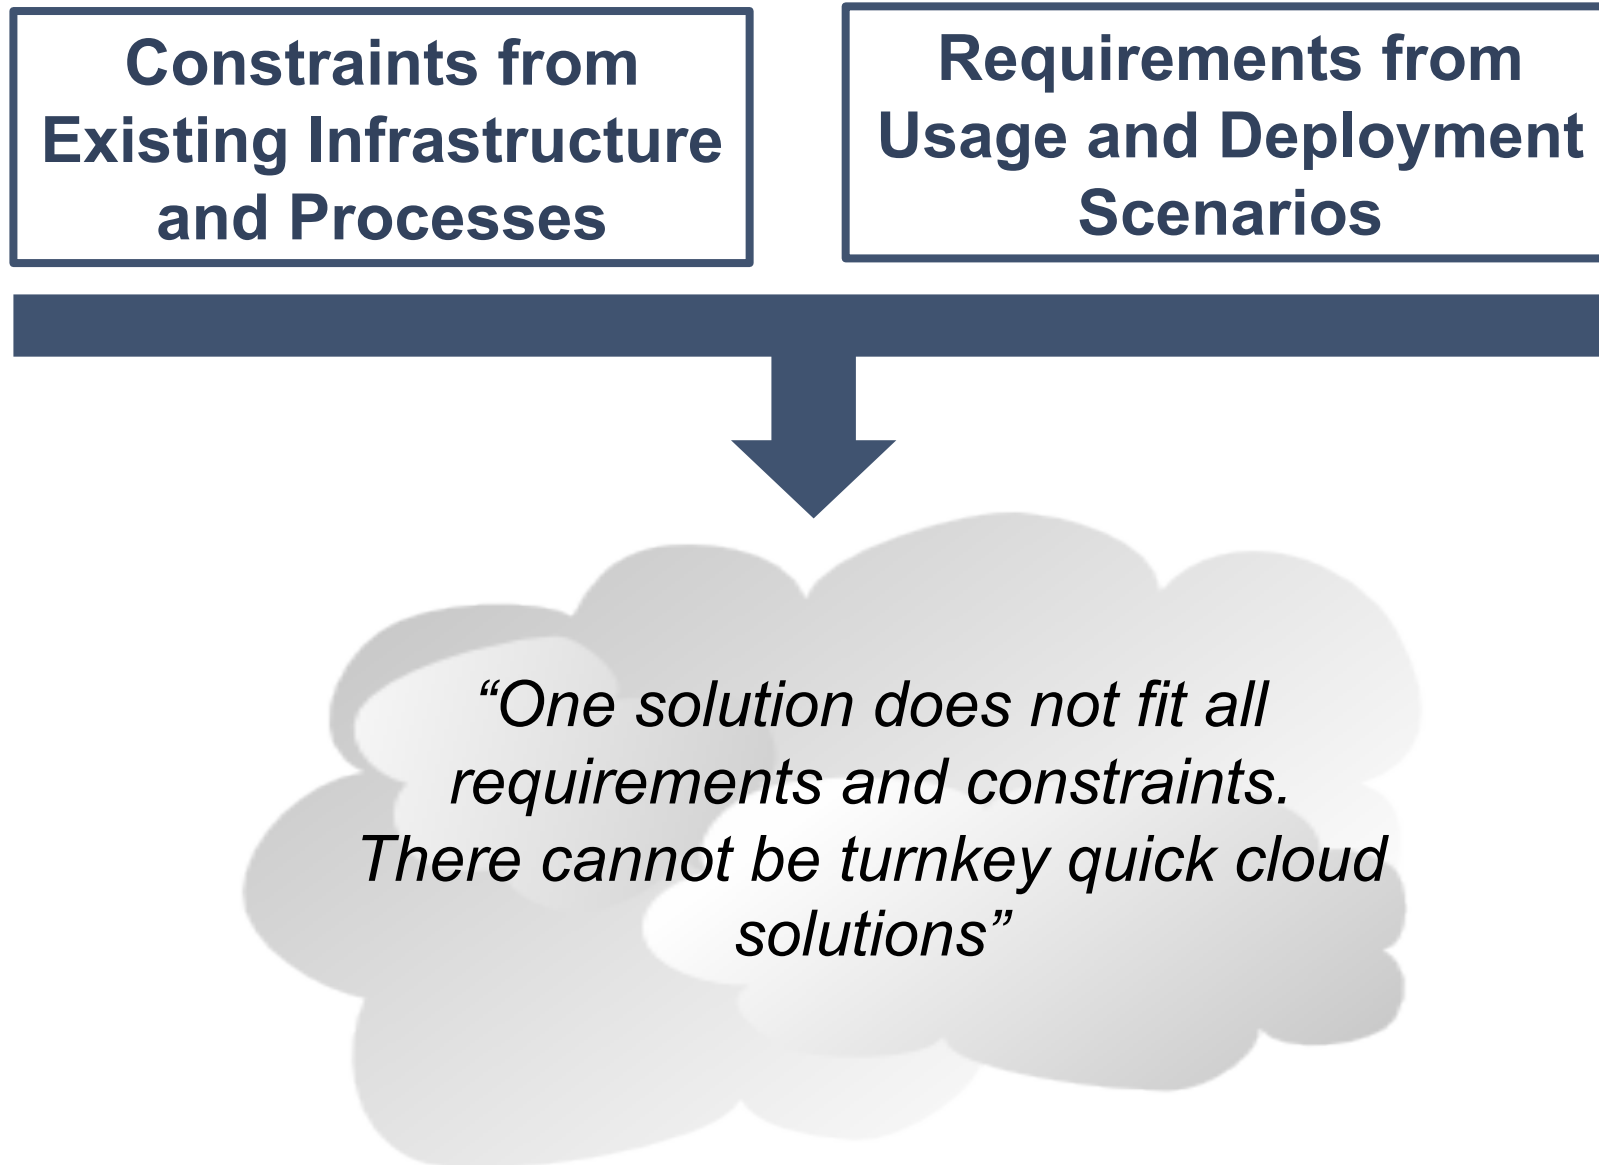 Constraints from
Existing Infrastructure
and Processes
Requirements from
Usage and Deployment
Scenarios
“One solution does not fit all
requirements and constraints.
There cannot be turnkey quick cloud
solutions”